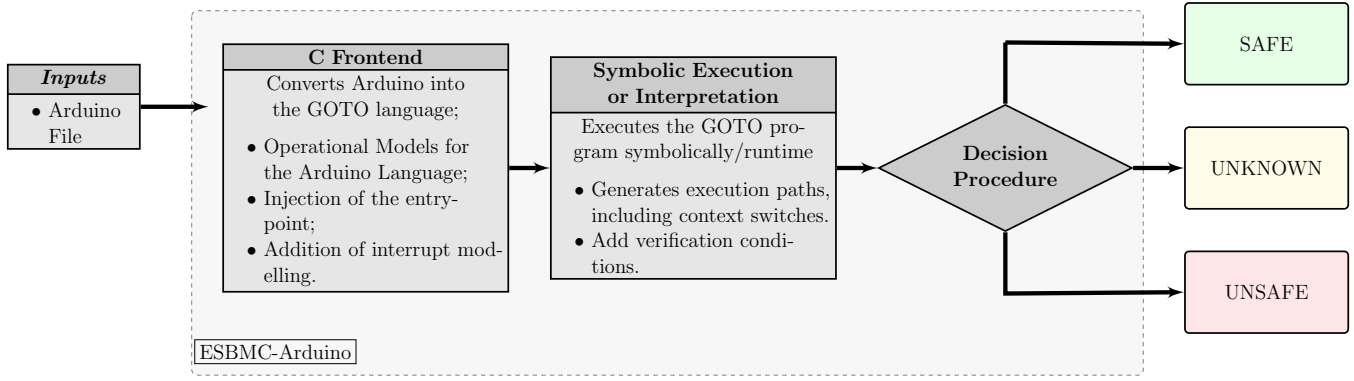 Inputs
• Arduino
File
C Frontend
Converts Arduino into
the GOTO language;
• Operational Models for
the Arduino Language;
• Injection of the entry-
point;
• Addition of interrupt mod-
elling.
Symbolic Execution
or Interpretation
Executes the GOTO pro-
gram symbolically/runtime
• Generates execution paths,
including context switches.
• Add verification condi-
tions.
Decision
Procedure
SAFE
UNKNOWN
UNSAFE
ESBMC-Arduino